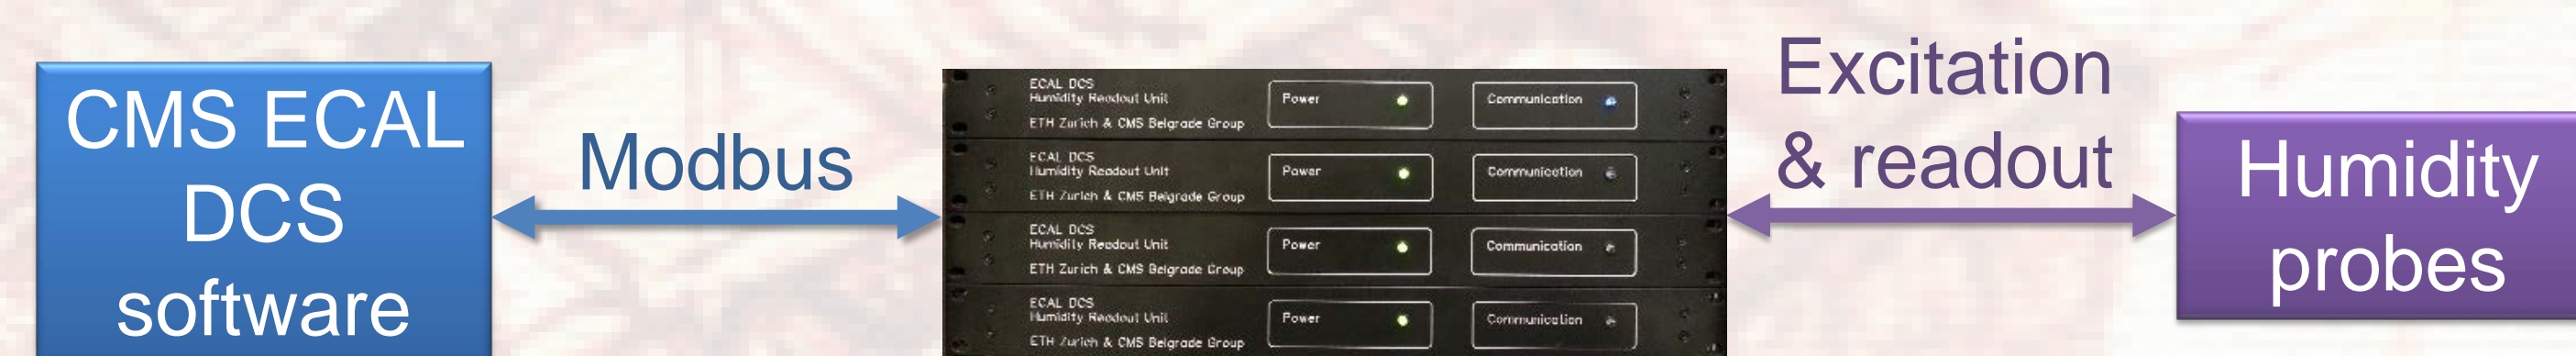 CMS ECAL
DCS
software
Modbus
ECAL DCS
Humidity Readout Unit
ETH Zurich & CMS Belgrade Group
Power
Communication
ECAL DCS
Humidity Readout Unit
ETH Zurich & CMS Belgrade Group
Power
Communication
ECAL DCS
Humidity Readout Unit
ETH Zurich & CMS Belgrade Group
Power
Communication
ECAL DCS
Humidity Readout Unit
ETH Zurich & CMS Belgrade Group
Power
Communication
Excitation
& readout
Humidity
probes